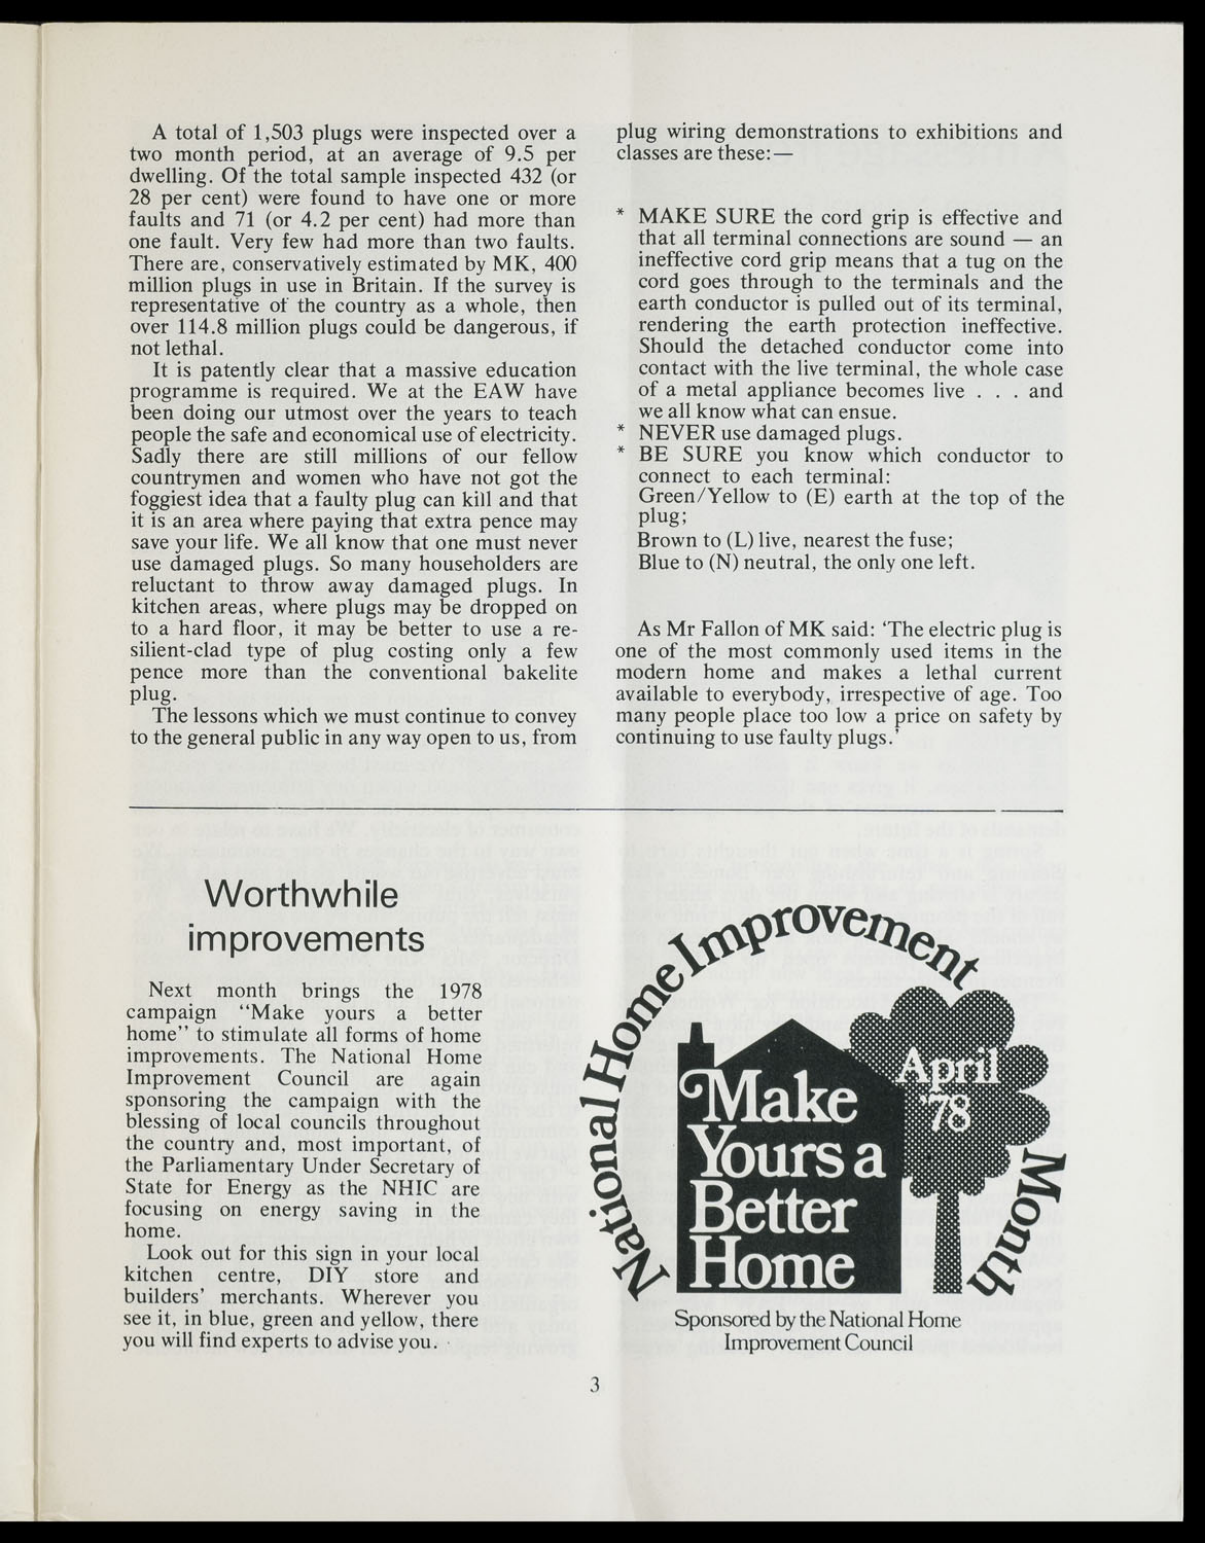 A total of 1,503 plugs were inspected over a
two month period, at an average of 9.5 per
dwelling. Of the total sample inspected 432 (or
28 per cent) were found to have one or more
faults and 71 (or 4.2 per cent) had more than
one fault. Very few had more than two faults.
There are, conservatively estimated by MK, 400
million plugs in use in Britain. If the survey is
representative of the country as a whole, then
over 114.8 million plugs could be dangerous, if
not lethal.
It is patently clear that a massive education
programme is required. We at the EAW have
been doing our utmost over the years to teach
people the safe and economical use of electricity.
Sadly there are still millions of our fellow
countrymen and women who have not got the
foggiest idea that a faulty plug can kill and that
it is an area where paying that extra pence may
save your life. We all know that one must never
use damaged plugs. So many householders are
reluctant to throw away damaged plugs. In
kitchen areas, where plugs may be dropped on
to a hard floor, it may be better to use a re-
silient-clad type of plug costing only a few
pence more than the conventional bakelite
plug.
The lessons which we must continue to convey
to the general public in any way open to us, from
plug wiring demonstrations to exhibitions and
classes are these:—
* MAKE SURE the cord grip is effective and
that all terminal connections are sound — an
ineffective cord grip means that a tug on the
cord goes through to the terminals and the
earth conductor is pulled out of its terminal,
rendering the earth protection ineffective.
Should the detached conductor come into
contact with the live terminal, the whole case
of a metal appliance becomes live . . . and
we all know what can ensue.
* NEVER use damaged plugs.
* BE SURE you know which conductor to
connect to each terminal:
Green/Yellow to (E) earth at the top of the
plug;
Brown to (L) live, nearest the fuse;
Blue to (N) neutral, the only one left.
As Mr Fallon of MK said: ‘The electric plug is
one of the most commonly used items in the
modern home and makes a lethal current
available to everybody, irrespective of age. Too
many people place too low a price on safety by
continuing to use faulty plugs.’
Worthwhile
improvements
Next month brings the 1978
campaign “Make yours a better
home” to stimulate all forms of home
improvements. The National Home
Improvement Council are again
sponsoring the campaign with the
blessing of local councils throughout
the country and, most important, of
the Parliamentary Under Secretary of
State for Energy as the NHIC are
focusing on energy saving in the
home.
Look out for this sign in your local
kitchen centre, DIY store and
builders’ merchants. Wherever you
see it, in blue, green and yellow, there
you will find experts to advise you.
National Home Improvement Month
April
'78
Make
Yours a
Better
Home
Sponsored by the National Home
Improvement Council
3